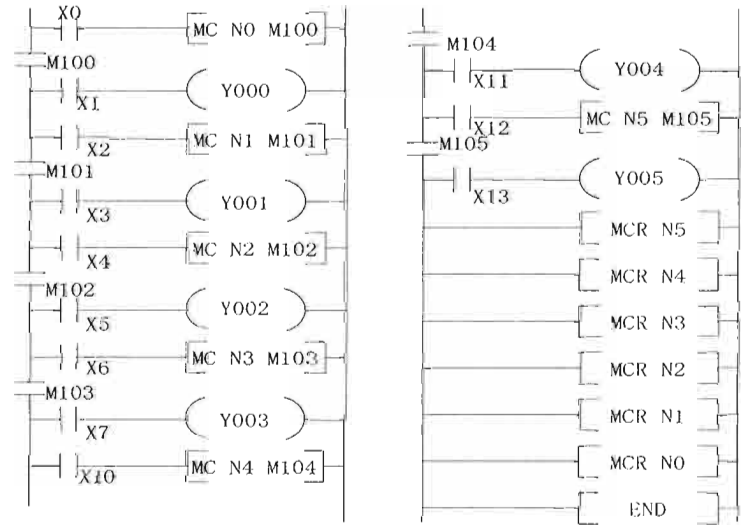 X0
MC N0 M100
M100
X1
Y000
X2
MC N1 M101
M101
X3
Y001
X4
MC N2 M102
M102
X5
Y002
X6
MC N3 M103
M103
X7
Y003
X10
MC N4 M104
M104
X11
Y004
X12
MC N5 M105
M105
X13
Y005
MCR N5
MCR N4
MCR N3
MCR N2
MCR N1
MCR N0
END